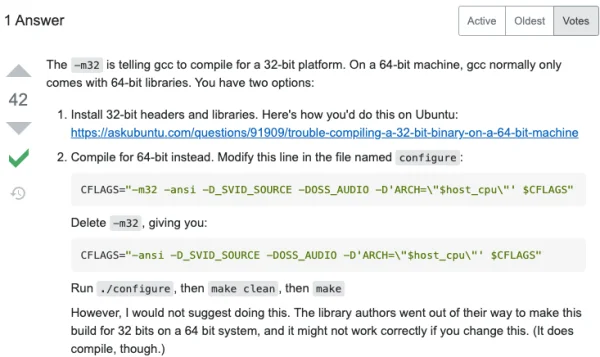 1 Answer
Active Oldest Votes
The -m32 is telling gcc to compile for a 32-bit platform. On a 64-bit machine, gcc normally only
comes with 64-bit libraries. You have two options:
42
1. Install 32-bit headers and libraries. Here's how you'd do this on Ubuntu:
https://askubuntu.com/questions/91909/trouble-compiling-a-32-bit-binary-on-a-64-bit-machine
2. Compile for 64-bit instead. Modify this line in the file named configure:
CFLAGS="-m32 -ansi -D_SVID_SOURCE -DOSS_AUDIO -D'ARCH=\"$host_cpu\"' $CFLAGS"
Delete -m32, giving you:
CFLAGS="-ansi -D_SVID_SOURCE -DOSS_AUDIO -D'ARCH=\"$host_cpu\"' $CFLAGS"
Run ./configure, then make clean, then make
However, I would not suggest doing this. The library authors went out of their way to make this
build for 32 bits on a 64 bit system, and it might not work correctly if you change this. (It does
compile, though.)